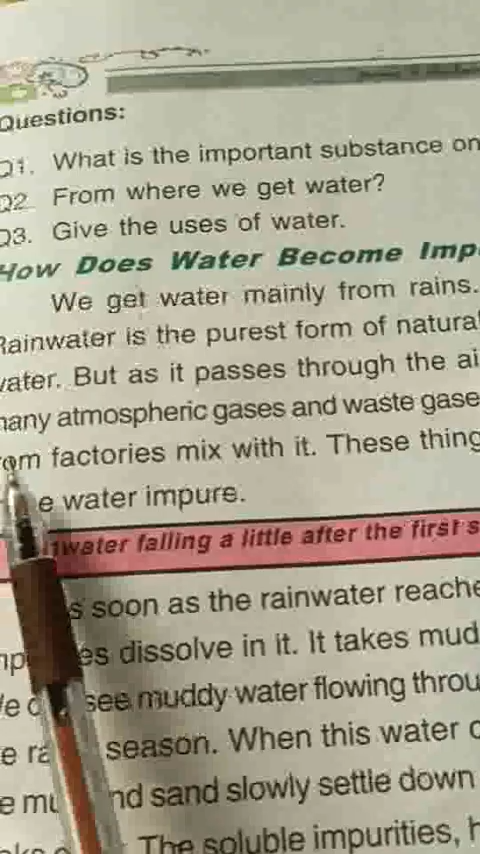 Questions:
Q1. What is the important substance on
Q2 From where we get water?
Q3. Give the uses of water.
How Does Water Become Imp
We get water mainly from rains.
Rainwater is the purest form of natural
water. But as it passes through the ai
many atmospheric gases and waste gase
om factories mix with it. These thing
e water impure.
water falling a little after the first s
s soon as the rainwater reache
es dissolve in it. It takes mud
see muddy water flowing throu
season. When this water
nd sand slowly settle down
The soluble impurities, h